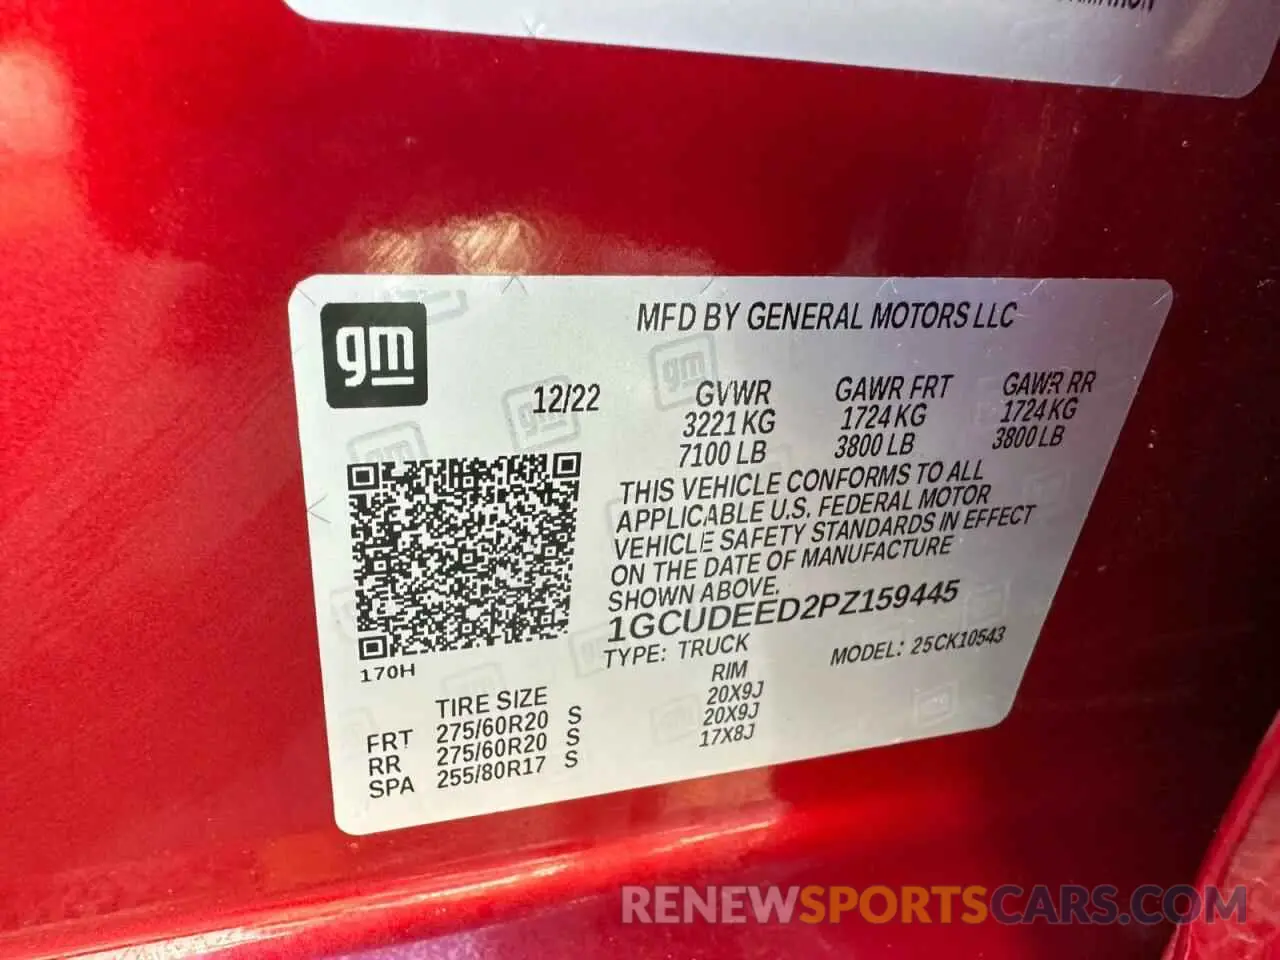 gm
MFD BY GENERAL MOTORS LLC
12/22
GVWR GAWR FRT GAWR RR
3221 KG 1724 KG 1724 KG
7100 LB 3800 LB 3800 LB
THIS VEHICLE CONFORMS TO ALL
APPLICABLE U.S. FEDERAL MOTOR
VEHICLE SAFETY STANDARDS IN EFFECT
ON THE DATE OF MANUFACTURE
SHOWN ABOVE.
1GCUDEED2PZ159445
TYPE: TRUCK MODEL: 25CK10543
170H
TIRE SIZE RIM
FRT 275/60R20 S 20X9J
RR 275/60R20 S 20X9J
SPA 255/80R17 S 17X8J
RENEWSPORTSCARS.COM